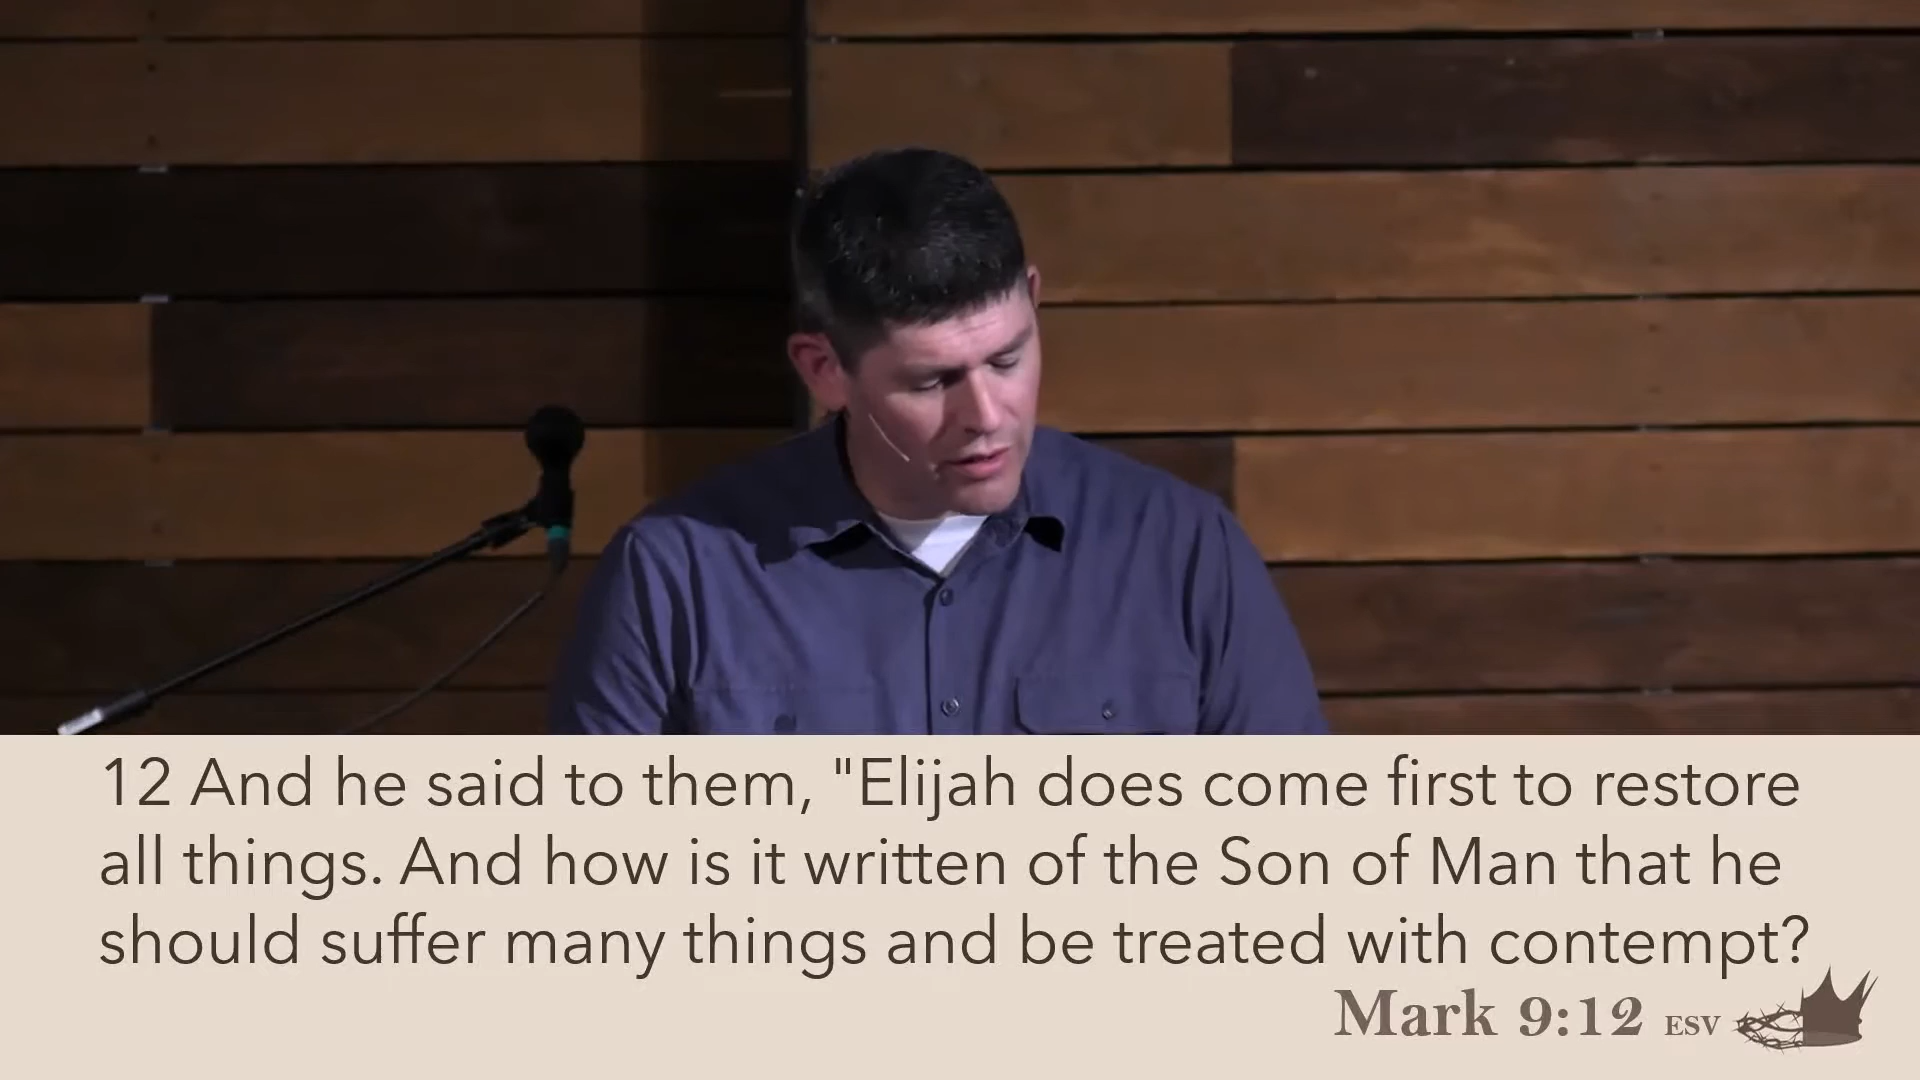 12 And he said to them, "Elijah does come first to restore
all things. And how is it written of the Son of Man that he
should suffer many things and be treated with contempt?
Mark 9:12 ESV